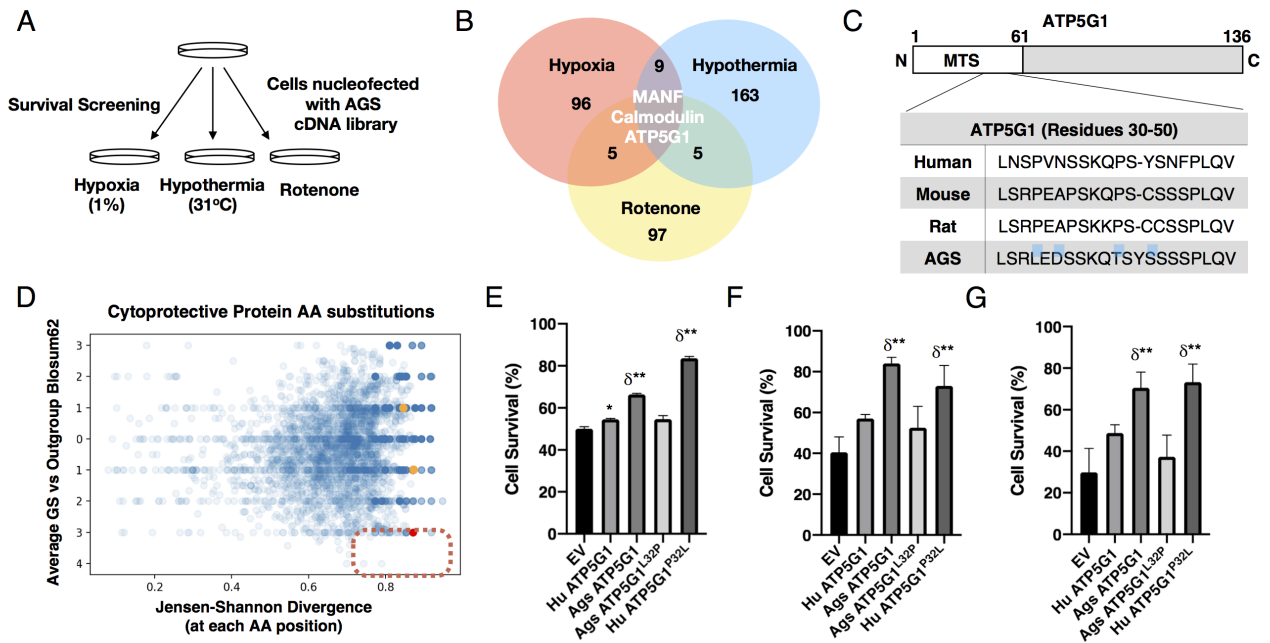 A
Survival Screening
Cells nucleofected
with AGS
cDNA library
Hypoxia
(1%)
Hypothermia
(31ºC)
Rotenone
B
Hypoxia
96
9
Hypothermia
163
MANF
Calmodulin
ATP5G1
5
5
Rotenone
97
C
ATP5G1
1
61
136
N
MTS
C
ATP5G1 (Residues 30-50)
Human LNSPVNSSKQPS-YSNFPLQV
Mouse LSRPEAPSKQPS-CSSSPLQV
Rat LSRPEAPSKKPS-CCSSPLQV
AGS LSRLEDSSKQTSYSSSSPLQV
D
Cytoprotective Protein AA substitutions
Average GS vs Outgroup Blosum62
3
2
1
0
1
2
3
4
0.2 0.4 0.6 0.8 1.0
Jensen-Shannon Divergence
(at each AA position)
E
Cell Survival (%)
100
80
60
40
20
0
*
δ**
δ**
EV
Hu ATP5G1
Ags ATP5G1
Ags ATP5G1L32P
Hu ATP5G1P32L
F
Cell Survival (%)
100
80
60
40
20
0
δ**
δ**
EV
Hu ATP5G1
Ags ATP5G1
Ags ATP5G1L32P
Hu ATP5G1P32L
G
Cell Survival (%)
100
80
60
40
20
0
δ**
δ**
EV
Hu ATP5G1
Ags ATP5G1
Ags ATP5G1L32P
Hu ATP5G1P32L